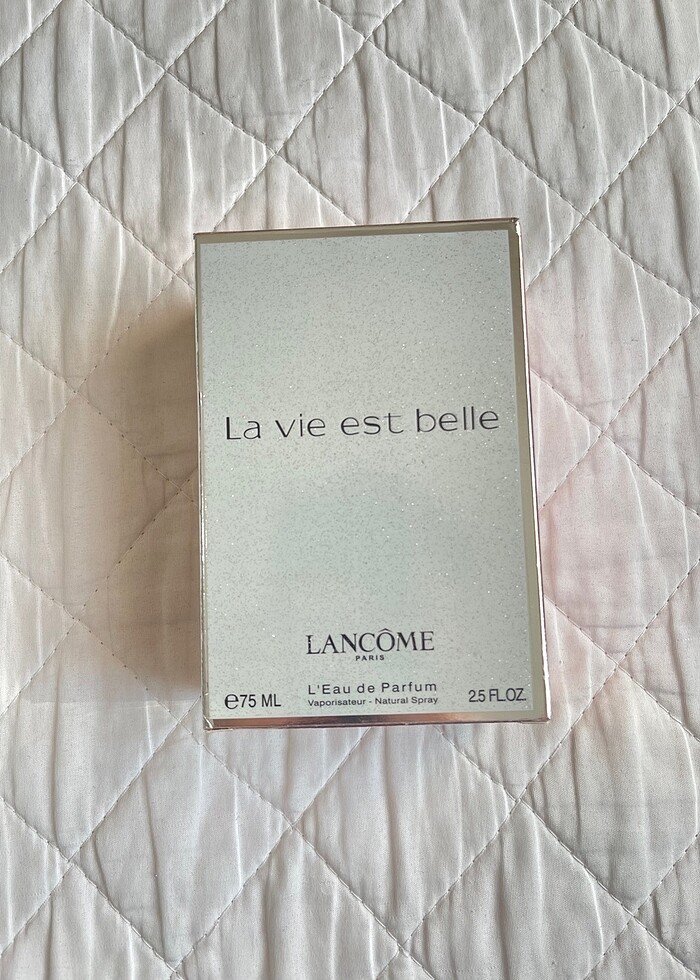 La vie est belle
LANCÔME
PARIS
L'Eau de Parfum
Vaporisateur - Natural Spray
℮75 ML
2.5 FL.OZ.